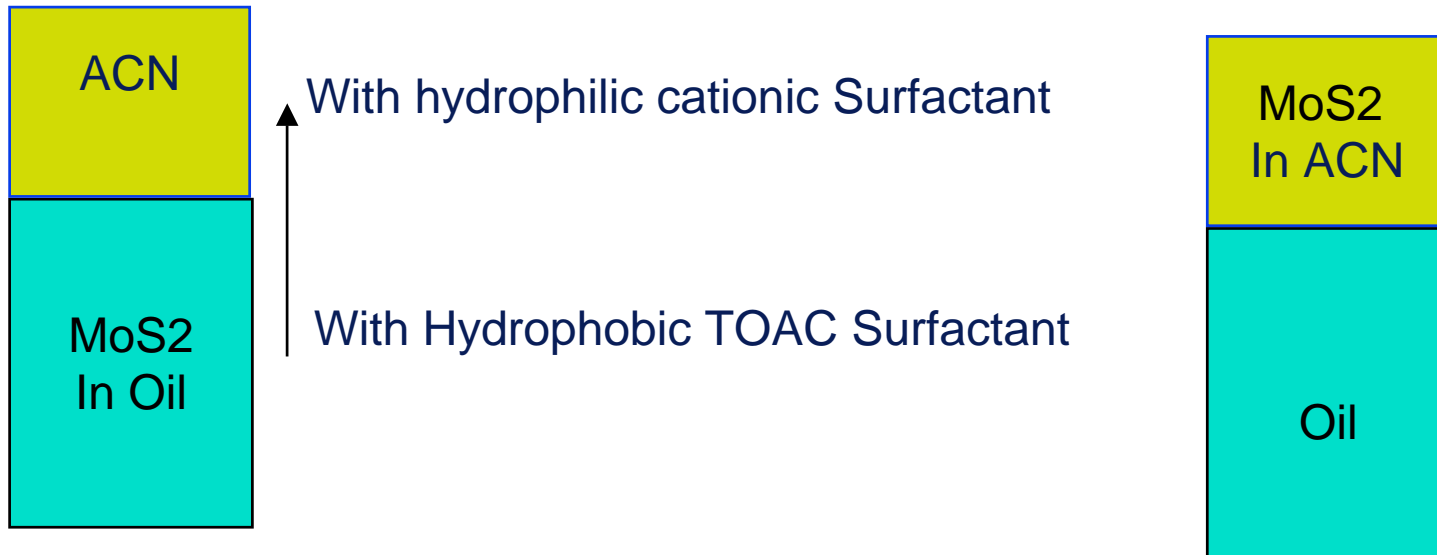 ACN
With hydrophilic cationic Surfactant
With Hydrophobic TOAC Surfactant
MoS2
In Oil
MoS2
In ACN
Oil